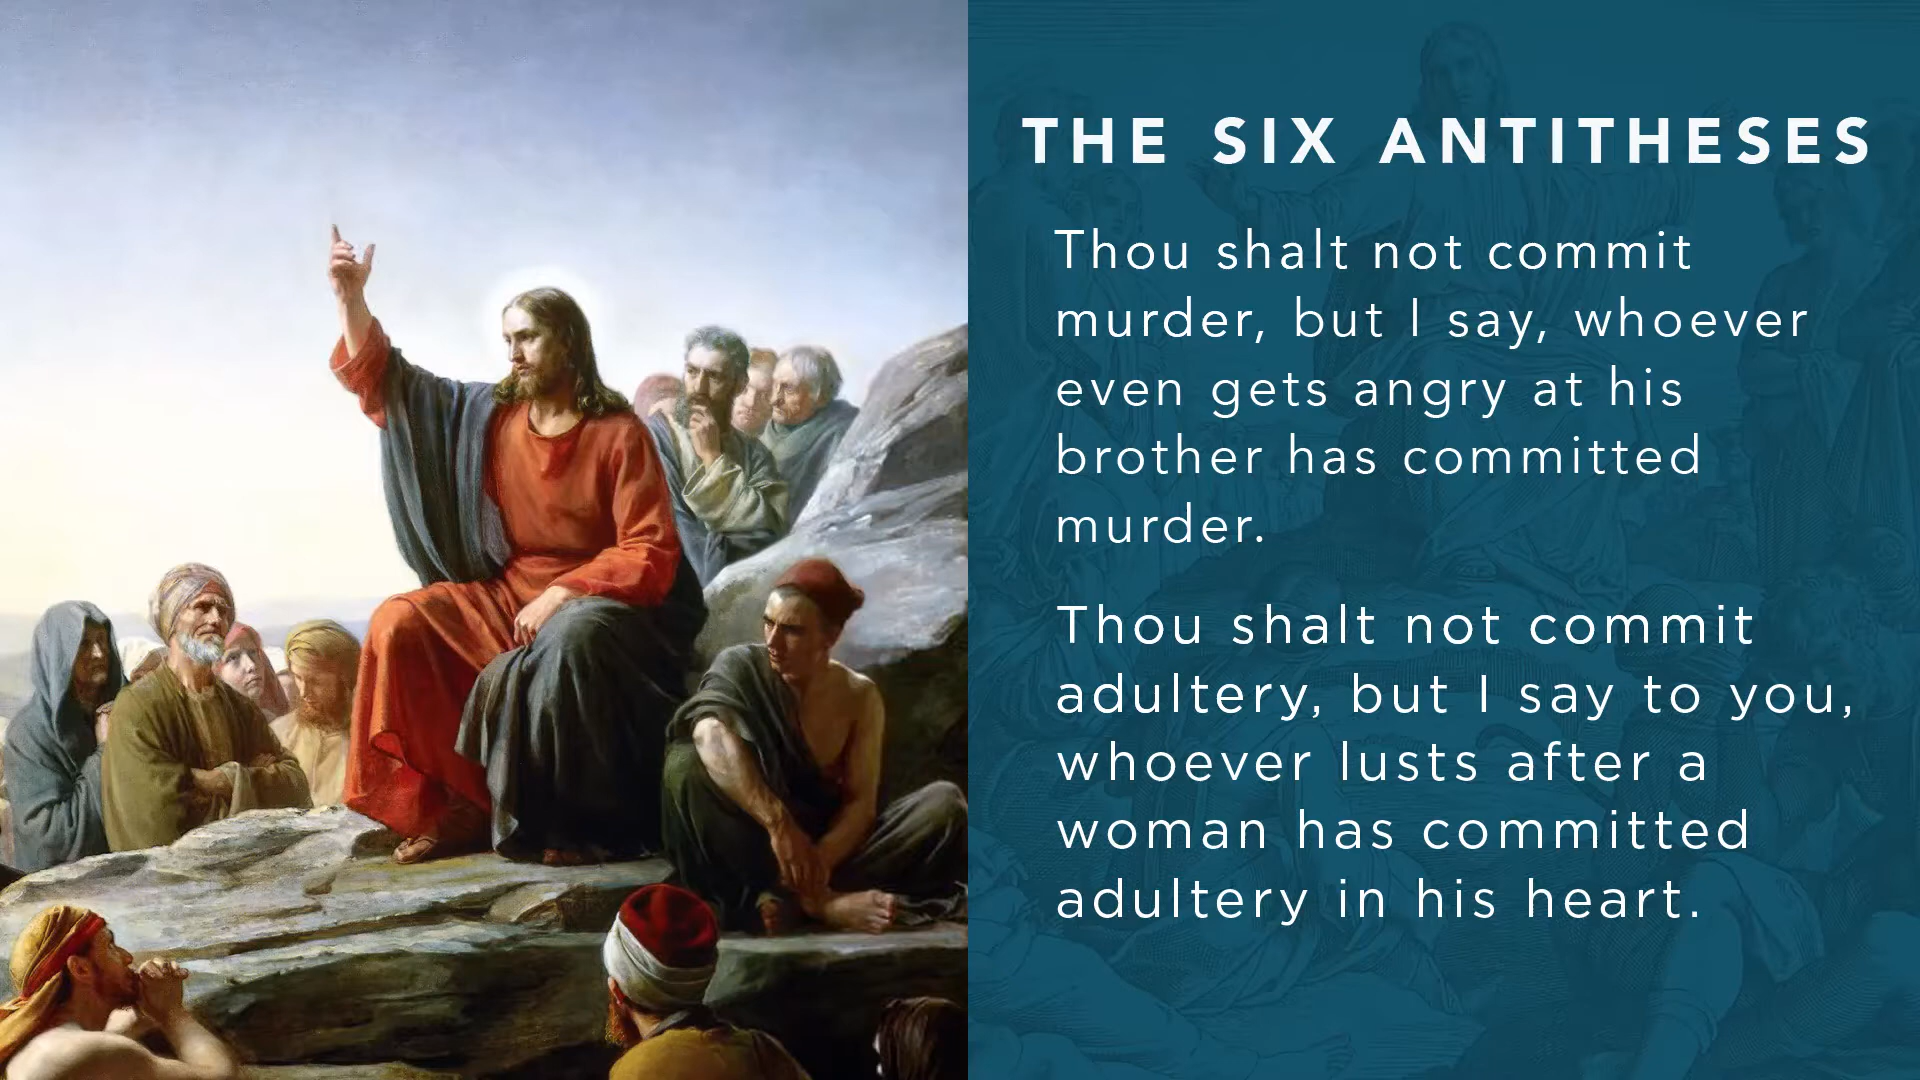 THE SIX ANTITHESES
Thou shalt not commit
murder, but I say, whoever
even gets angry at his
brother has committed
murder.
Thou shalt not commit
adultery, but I say to you,
whoever lusts after a
woman has committed
adultery in his heart.